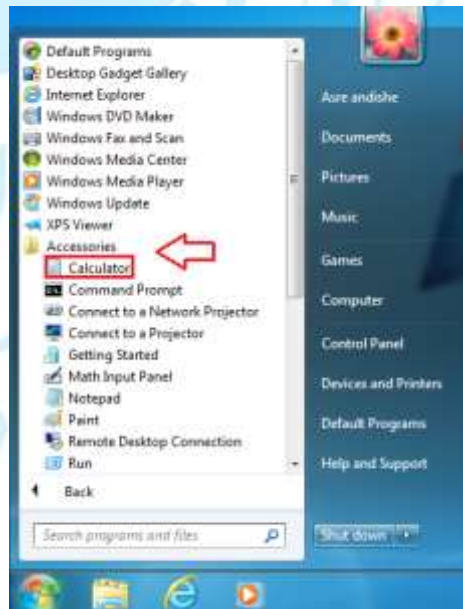 Default Programs
Desktop Gadget Gallery
Internet Explorer
Windows DVD Maker
Windows Fax and Scan
Windows Media Center
Windows Media Player
Windows Update
XPS Viewer
Accessories
Calculator
Command Prompt
Connect to a Network Projector
Connect to a Projector
Getting Started
Math Input Panel
Notepad
Paint
Remote Desktop Connection
Run
Back
Search programs and files
Asre andishe
Documents
Pictures
Music
Games
Computer
Control Panel
Devices and Printers
Default Programs
Help and Support
Shut down